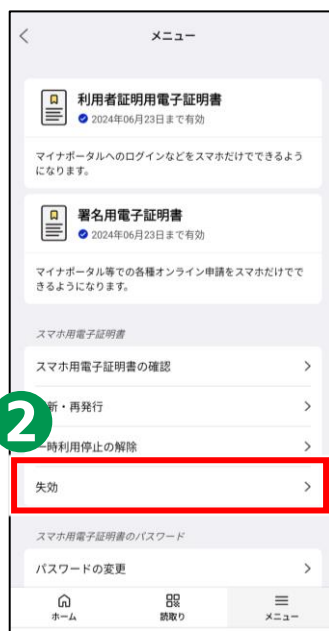 メニュー
利用者証明用電子証明書
2024年06月23日まで有効
マイナポータルへのログインなどをスマホだけでできるよう
になります。
署名用電子証明書
2024年06月23日まで有効
マイナポータル等での各種オンライン申請をスマホだけでで
きるようになります。
スマホ用電子証明書
スマホ用電子証明書の確認
新・再発行
2
一時利用停止の解除
失効
スマホ用電子証明書のパスワード
パスワードの変更
ホーム
読取り
メニュー